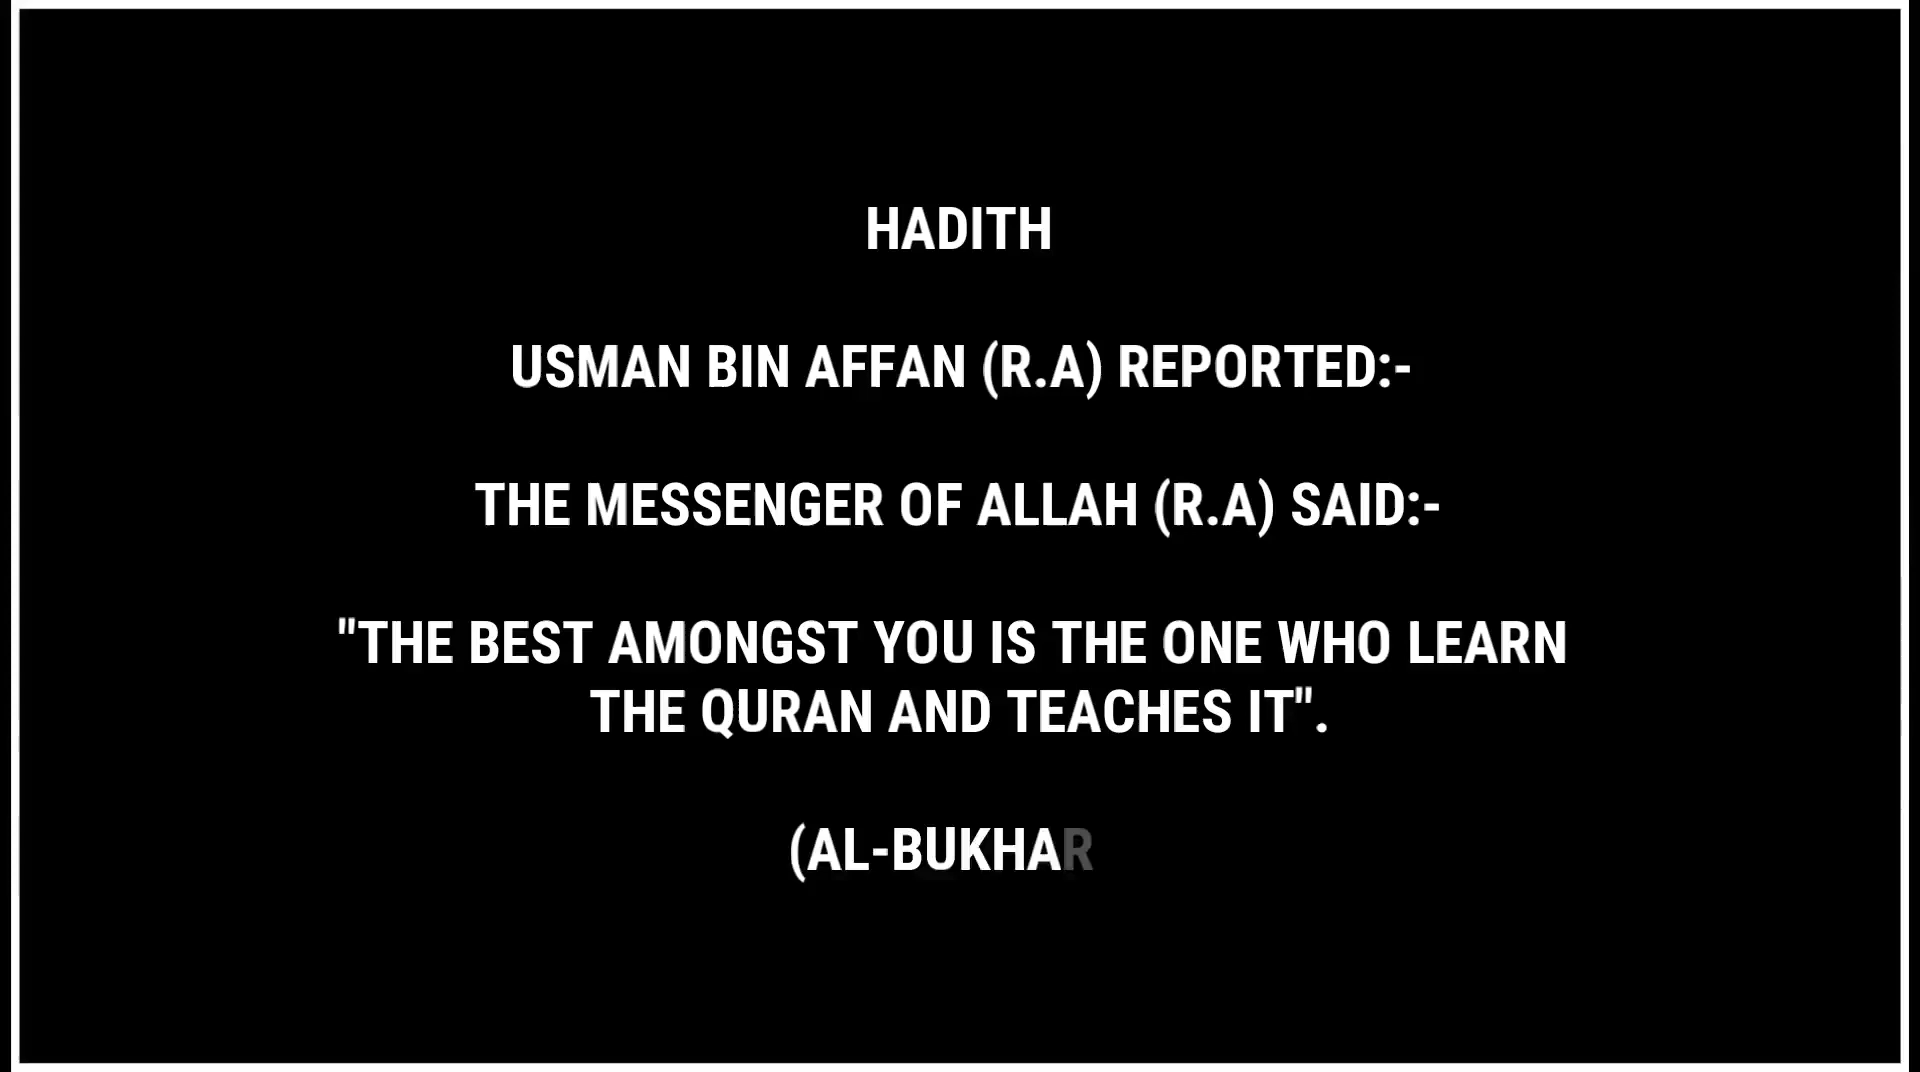 HADITH
USMAN BIN AFFAN (R.A) REPORTED:-
THE MESSENGER OF ALLAH (R.A) SAID:-
"THE BEST AMONGST YOU IS THE ONE WHO LEARN
THE QURAN AND TEACHES IT".
(AL-BUKHAR